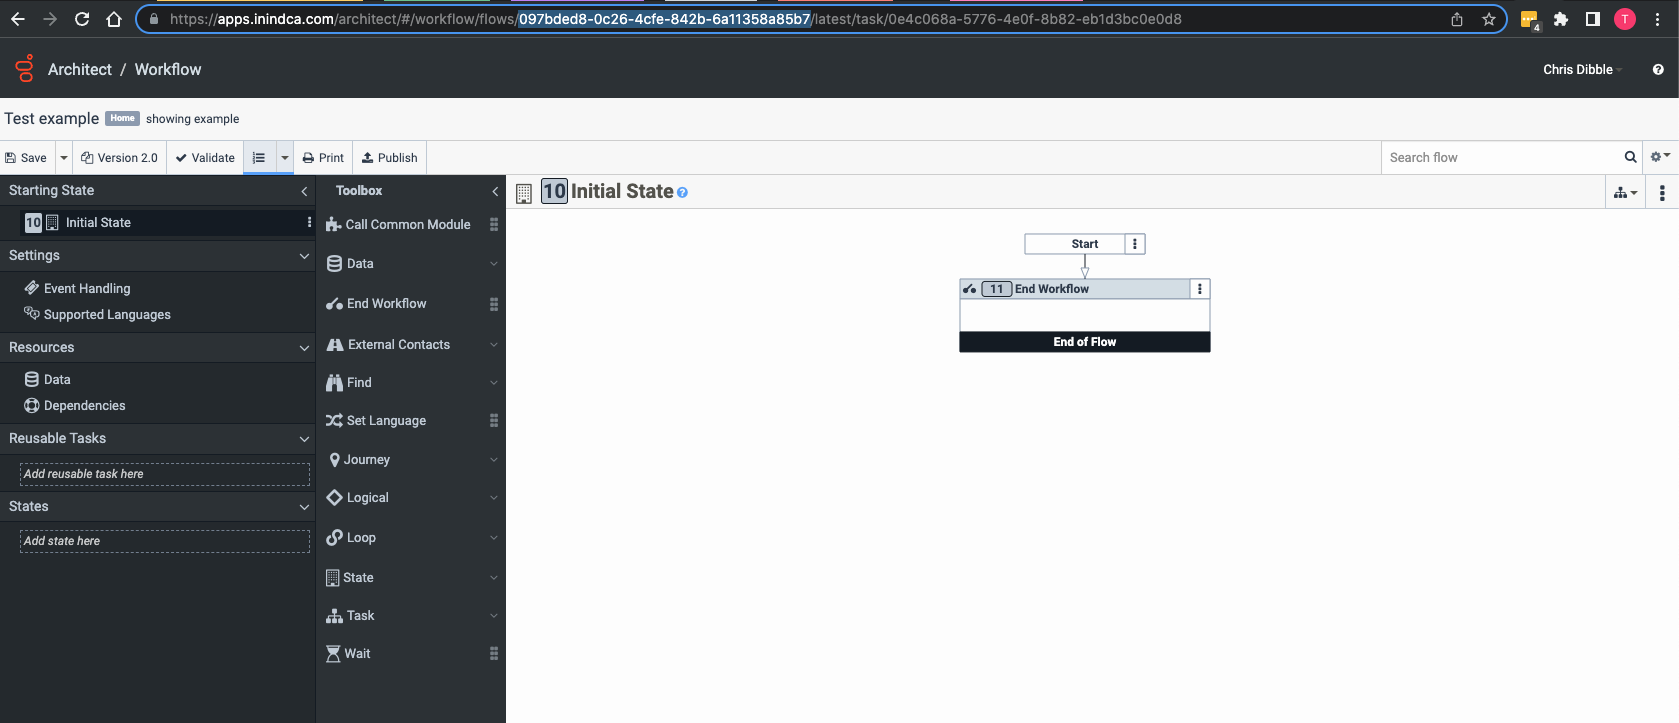 https://apps.inindca.com/architect/#/workflow/flows/097bded8-0c26-4cfe-842b-6a11358a85b7/latest/task/0e4c068a-5776-4e0f-8b82-eb1d3bc0e0d8
4
T
Architect / Workflow
Chris Dibble
?
Test example Home showing example
Save
Version 2.0
Validate
Print
Publish
Search flow
Starting State
10 Initial State
Settings
Event Handling
Supported Languages
Resources
Data
Dependencies
Reusable Tasks
Add reusable task here
States
Add state here
Toolbox
Call Common Module
Data
End Workflow
External Contacts
Find
Set Language
Journey
Logical
Loop
State
Task
Wait
10 Initial State ?
Start
11 End Workflow
End of Flow